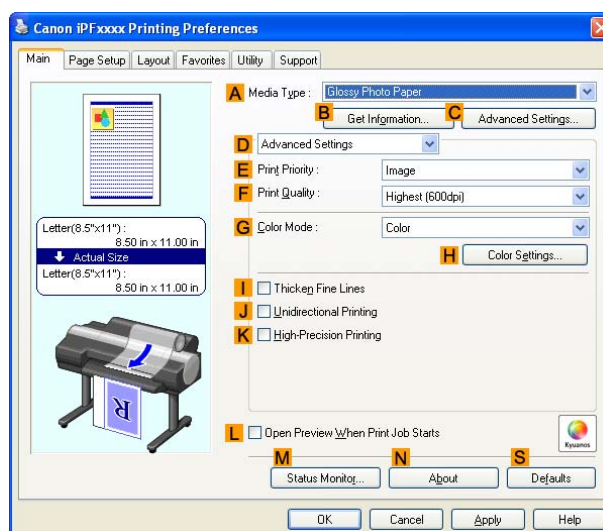 Canon iPFxxxx Printing Preferences
Main Page Setup Layout Favorites Utility Support
A Media Type : Glossy Photo Paper
B Get Information... C Advanced Settings...
D Advanced Settings
E Print Priority : Image
F Print Quality : Highest (600dpi)
G Color Mode : Color
H Color Settings...
Letter(8.5"x11") :
8.50 in x 11.00 in
Actual Size
Letter(8.5"x11") :
8.50 in x 11.00 in
I Thicken Fine Lines
J Unidirectional Printing
K High-Precision Printing
R
L Open Preview When Print Job Starts
Kyuanos
M Status Monitor... N About S Defaults
OK Cancel Apply Help